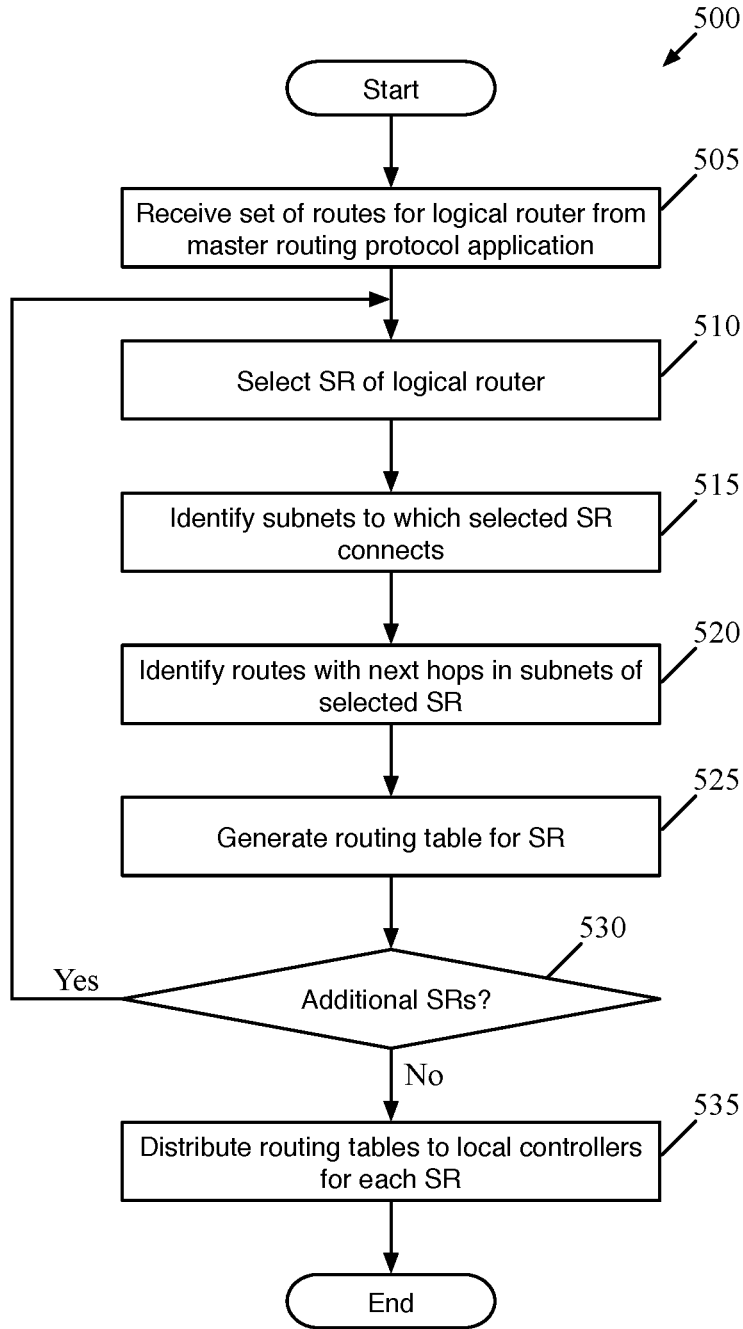 500
Start
505
Receive set of routes for logical router from
master routing protocol application
510
Select SR of logical router
515
Identify subnets to which selected SR
connects
520
Identify routes with next hops in subnets of
selected SR
525
Generate routing table for SR
530
Yes
Additional SRs?
No
535
Distribute routing tables to local controllers
for each SR
End